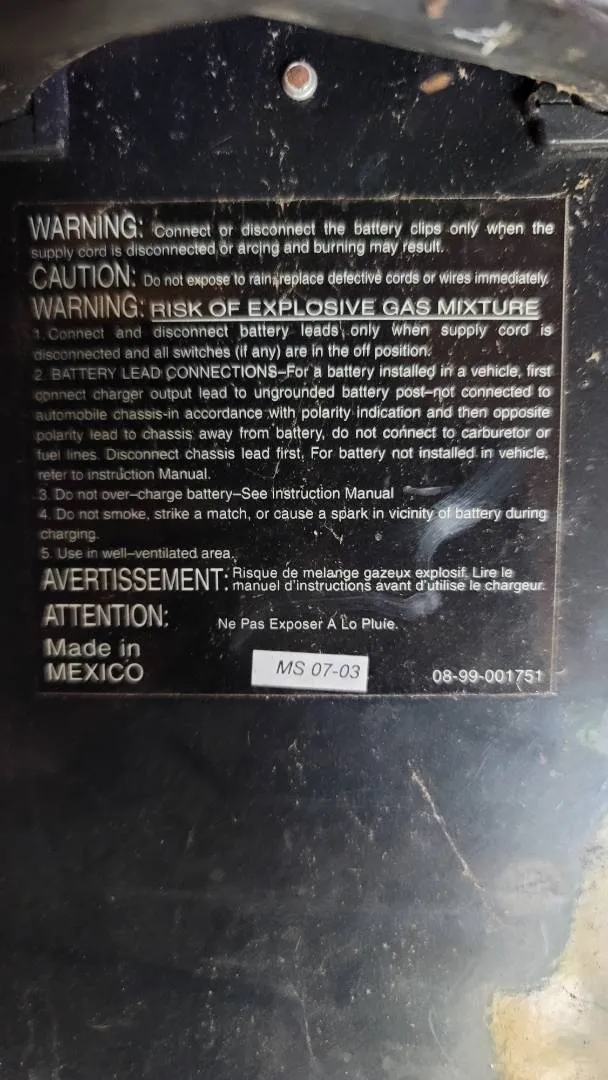 WARNING: Connect or disconnect the battery clips only when the
supply cord is disconnected or arcing and burning may result.
CAUTION: Do not expose to rain;replace defective cords or wires immediately.
WARNING: RISK OF EXPLOSIVE GAS MIXTURE
1. Connect and disconnect battery leads only when supply cord is
disconnected and all switches (if any) are in the off position.
2. BATTERY LEAD CONNECTIONS–For a battery installed in a vehicle, first
connect charger output lead to ungrounded battery post–not connected to
automobile chassis-in accordance with polarity indication and then opposite
polarity lead to chassis away from battery, do not connect to carburetor or
fuel lines. Disconnect chassis lead first. For battery not installed in vehicle,
refer to instruction Manual.
3. Do not over–charge battery–See Instruction Manual
4. Do not smoke, strike a match, or cause a spark in vicinity of battery during
charging.
5. Use in well–ventilated area.
AVERTISSEMENT: Risque de melange gazeux explosif. Lire le
manuel d'instructions avant d'utilise le chargeur.
ATTENTION: Ne Pas Exposer A Lo Pluie.
Made in
MEXICO
MS 07-03
08-99-001751